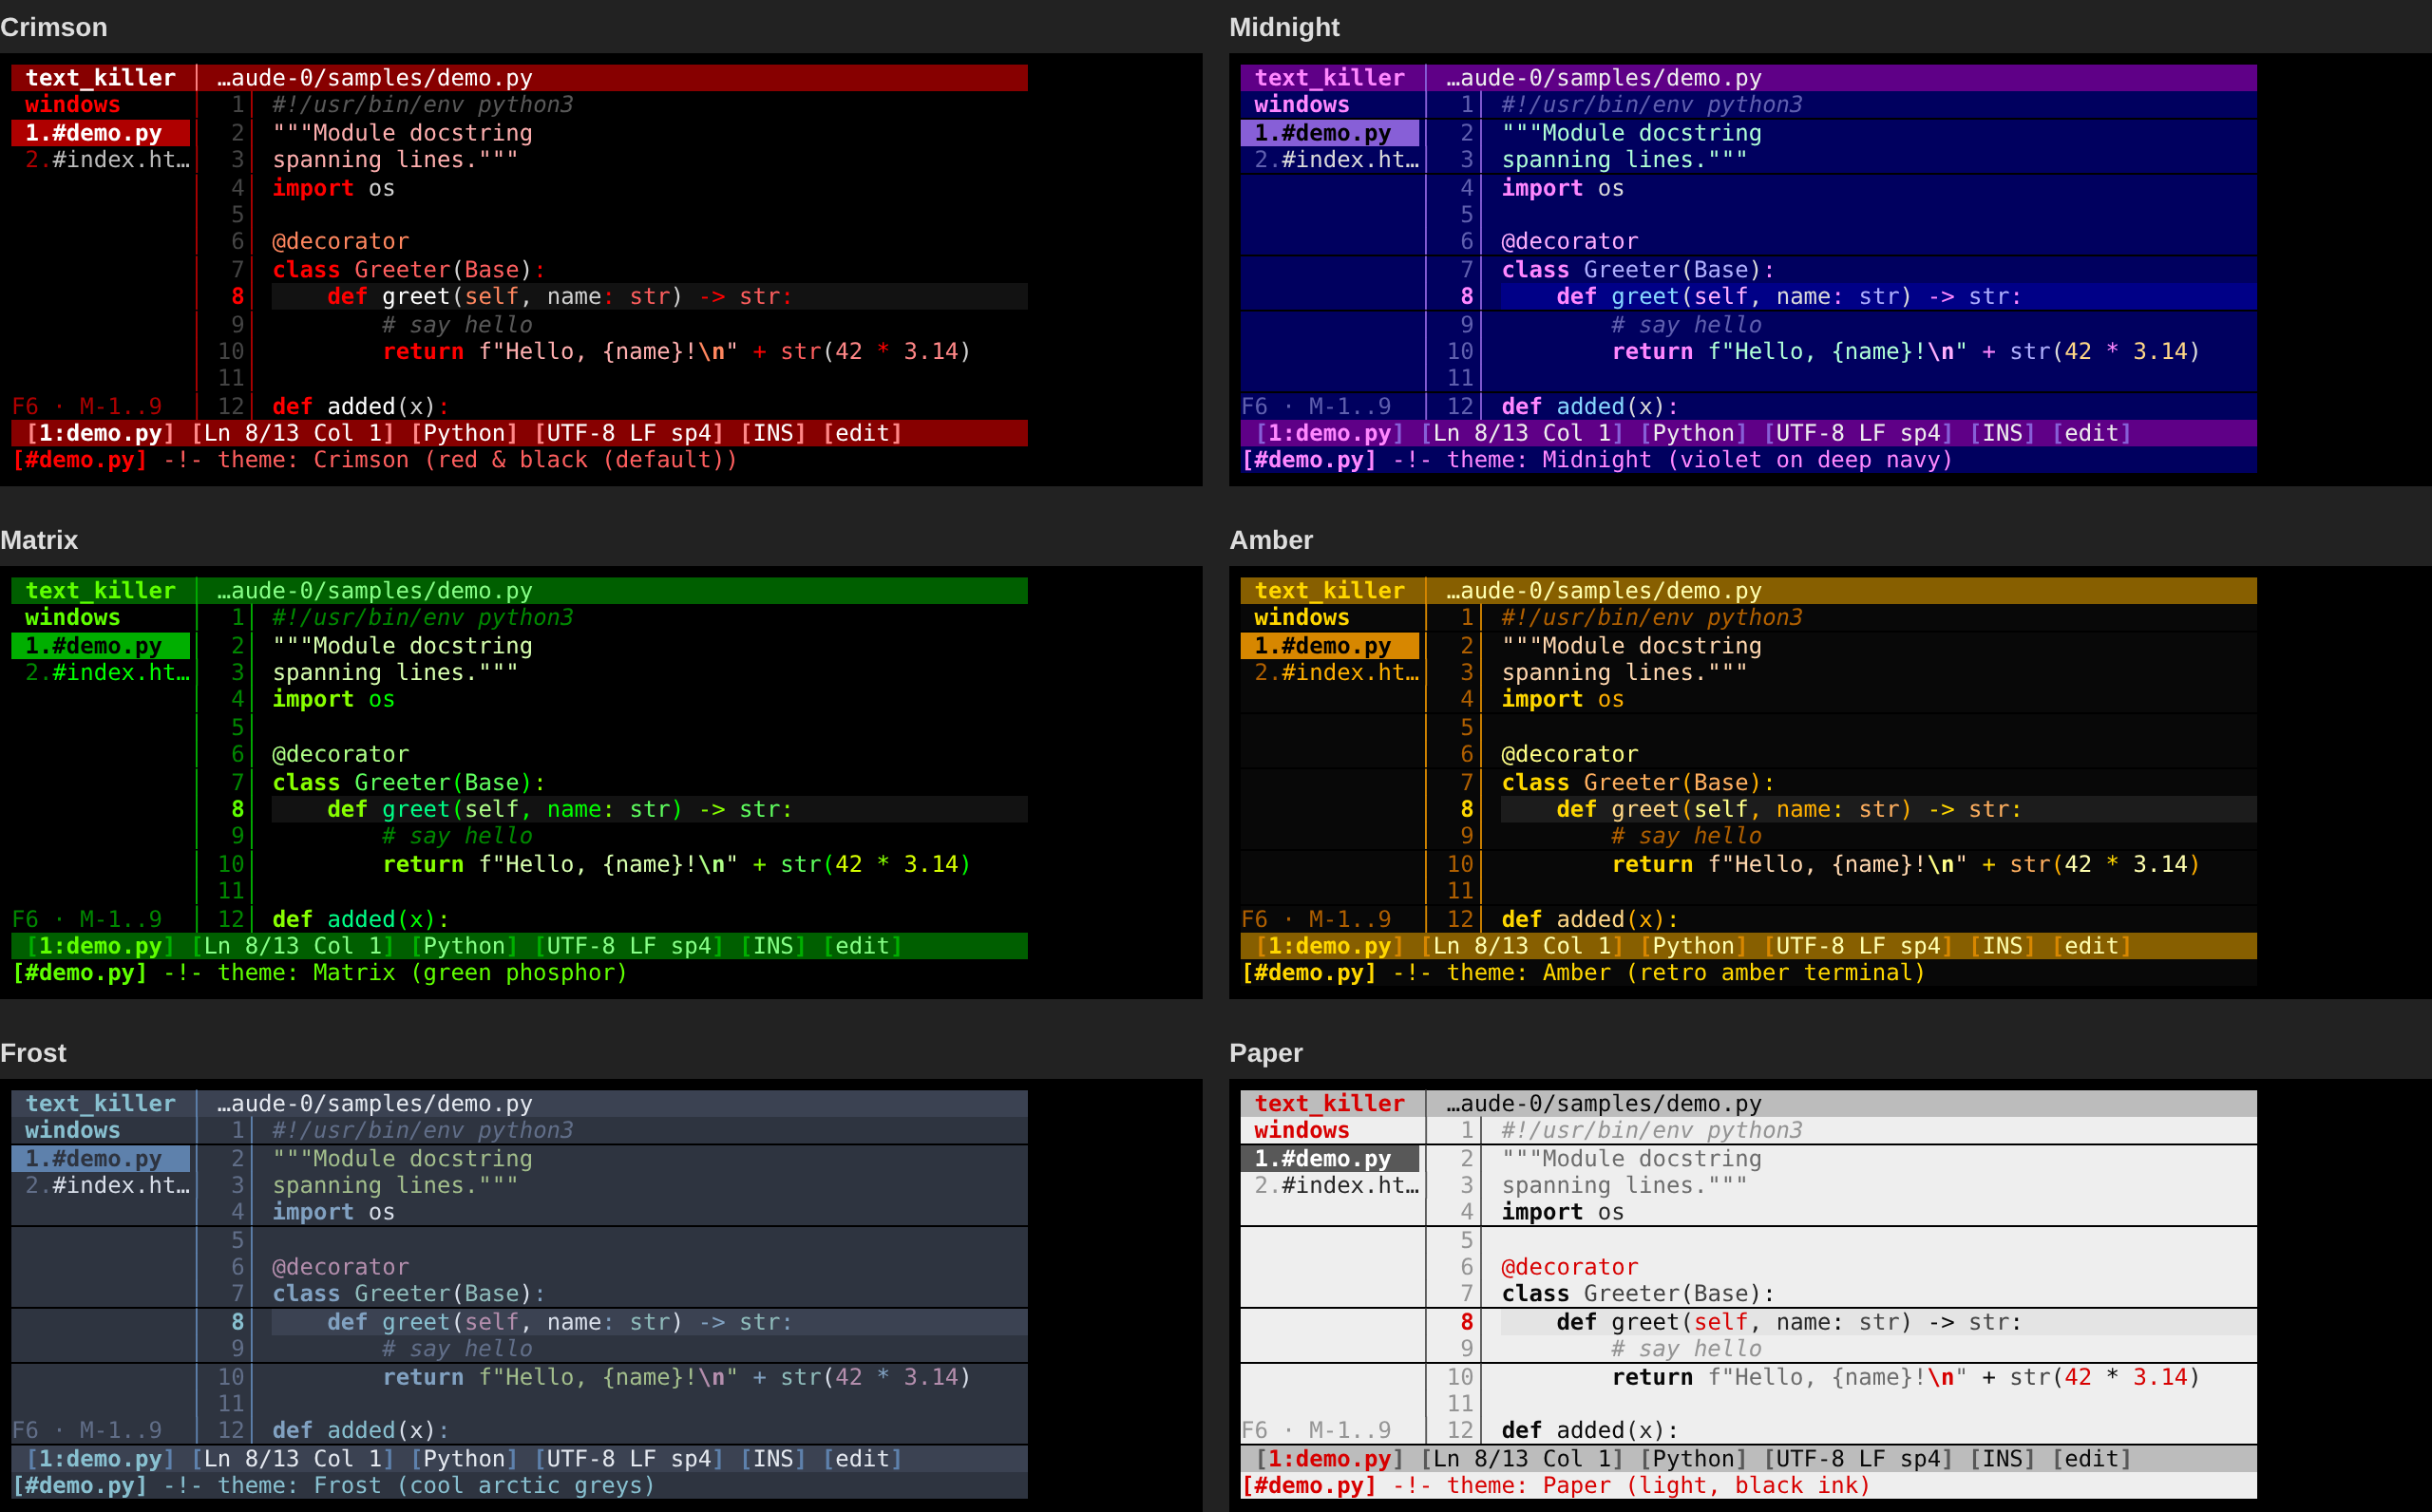 Crimson
text_killer │ …aude-0/samples/demo.py
windows │ 1│ #!/usr/bin/env python3
1.#demo.py │ 2│ """Module docstring
2.#index.ht…│ 3│ spanning lines."""
│ 4│ import os
│ 5│
│ 6│ @decorator
│ 7│ class Greeter(Base):
│ 8│     def greet(self, name: str) -> str:
│ 9│         # say hello
│ 10│         return f"Hello, {name}!\n" + str(42 * 3.14)
│ 11│
F6 · M-1..9 │ 12│ def added(x):
[1:demo.py] [Ln 8/13 Col 1] [Python] [UTF-8 LF sp4] [INS] [edit]
[#demo.py] -!- theme: Crimson (red & black (default))
Midnight
text_killer │ …aude-0/samples/demo.py
windows │ 1│ #!/usr/bin/env python3
1.#demo.py │ 2│ """Module docstring
2.#index.ht…│ 3│ spanning lines."""
│ 4│ import os
│ 5│
│ 6│ @decorator
│ 7│ class Greeter(Base):
│ 8│     def greet(self, name: str) -> str:
│ 9│         # say hello
│ 10│         return f"Hello, {name}!\n" + str(42 * 3.14)
│ 11│
F6 · M-1..9 │ 12│ def added(x):
[1:demo.py] [Ln 8/13 Col 1] [Python] [UTF-8 LF sp4] [INS] [edit]
[#demo.py] -!- theme: Midnight (violet on deep navy)
Matrix
text_killer │ …aude-0/samples/demo.py
windows │ 1│ #!/usr/bin/env python3
1.#demo.py │ 2│ """Module docstring
2.#index.ht…│ 3│ spanning lines."""
│ 4│ import os
│ 5│
│ 6│ @decorator
│ 7│ class Greeter(Base):
│ 8│     def greet(self, name: str) -> str:
│ 9│         # say hello
│ 10│         return f"Hello, {name}!\n" + str(42 * 3.14)
│ 11│
F6 · M-1..9 │ 12│ def added(x):
[1:demo.py] [Ln 8/13 Col 1] [Python] [UTF-8 LF sp4] [INS] [edit]
[#demo.py] -!- theme: Matrix (green phosphor)
Amber
text_killer │ …aude-0/samples/demo.py
windows │ 1│ #!/usr/bin/env python3
1.#demo.py │ 2│ """Module docstring
2.#index.ht…│ 3│ spanning lines."""
│ 4│ import os
│ 5│
│ 6│ @decorator
│ 7│ class Greeter(Base):
│ 8│     def greet(self, name: str) -> str:
│ 9│         # say hello
│ 10│         return f"Hello, {name}!\n" + str(42 * 3.14)
│ 11│
F6 · M-1..9 │ 12│ def added(x):
[1:demo.py] [Ln 8/13 Col 1] [Python] [UTF-8 LF sp4] [INS] [edit]
[#demo.py] -!- theme: Amber (retro amber terminal)
Frost
text_killer │ …aude-0/samples/demo.py
windows │ 1│ #!/usr/bin/env python3
1.#demo.py │ 2│ """Module docstring
2.#index.ht…│ 3│ spanning lines."""
│ 4│ import os
│ 5│
│ 6│ @decorator
│ 7│ class Greeter(Base):
│ 8│     def greet(self, name: str) -> str:
│ 9│         # say hello
│ 10│         return f"Hello, {name}!\n" + str(42 * 3.14)
│ 11│
F6 · M-1..9 │ 12│ def added(x):
[1:demo.py] [Ln 8/13 Col 1] [Python] [UTF-8 LF sp4] [INS] [edit]
[#demo.py] -!- theme: Frost (cool arctic greys)
Paper
text_killer │ …aude-0/samples/demo.py
windows │ 1│ #!/usr/bin/env python3
1.#demo.py │ 2│ """Module docstring
2.#index.ht…│ 3│ spanning lines."""
│ 4│ import os
│ 5│
│ 6│ @decorator
│ 7│ class Greeter(Base):
│ 8│     def greet(self, name: str) -> str:
│ 9│         # say hello
│ 10│         return f"Hello, {name}!\n" + str(42 * 3.14)
│ 11│
F6 · M-1..9 │ 12│ def added(x):
[1:demo.py] [Ln 8/13 Col 1] [Python] [UTF-8 LF sp4] [INS] [edit]
[#demo.py] -!- theme: Paper (light, black ink)